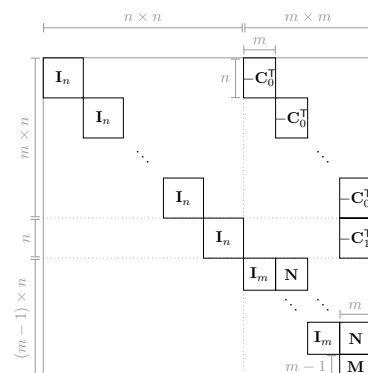 n × n m × m
m
I_n −C_0^T
n
I_n −C_0^T
m × n
⋱ ⋱
I_n −C_0^T
n I_n −C_1^T
I_m N
(m − 1) × n
⋱ ⋱
m
I_m N
m − 1 M